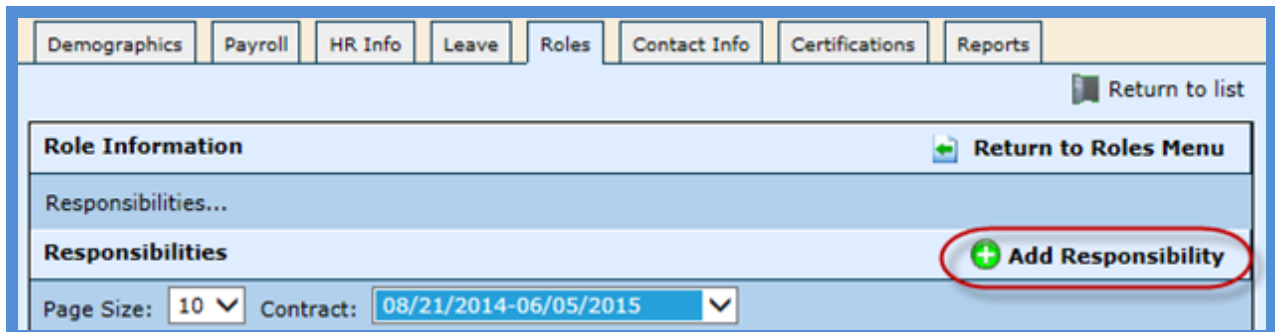 Demographics Payroll HR Info Leave Roles Contact Info Certifications Reports
Return to list
Role Information Return to Roles Menu
Responsibilities...
Responsibilities Add Responsibility
Page Size: 10 Contract: 08/21/2014-06/05/2015